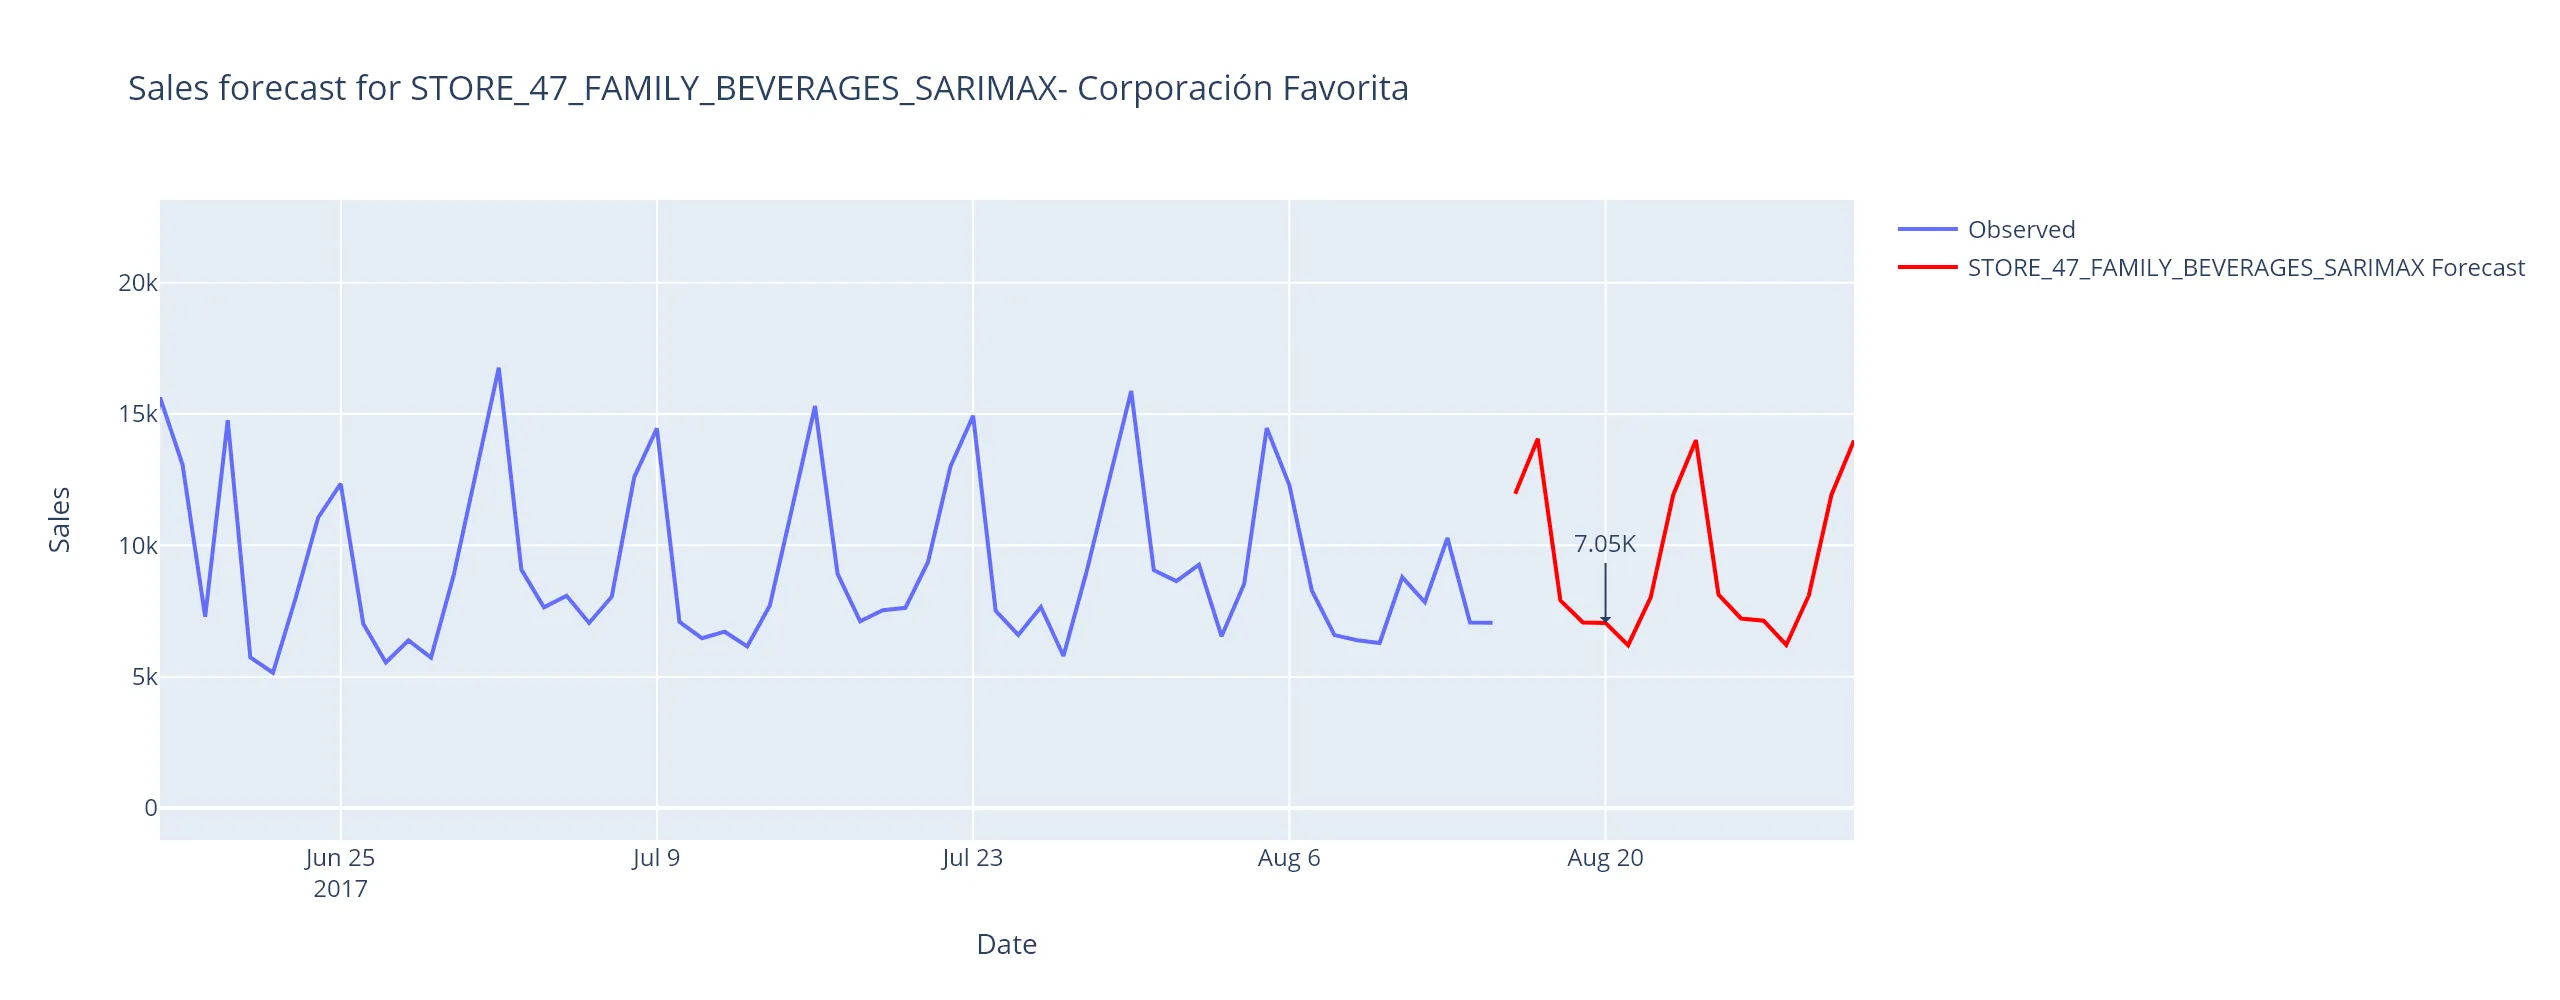 Sales forecast for STORE_47_FAMILY_BEVERAGES_SARIMAX- Corporación Favorita
Observed
STORE_47_FAMILY_BEVERAGES_SARIMAX Forecast
20k
15k
10k
5k
0
Sales
7.05K
Jun 25
2017
Jul 9
Jul 23
Aug 6
Aug 20
Date